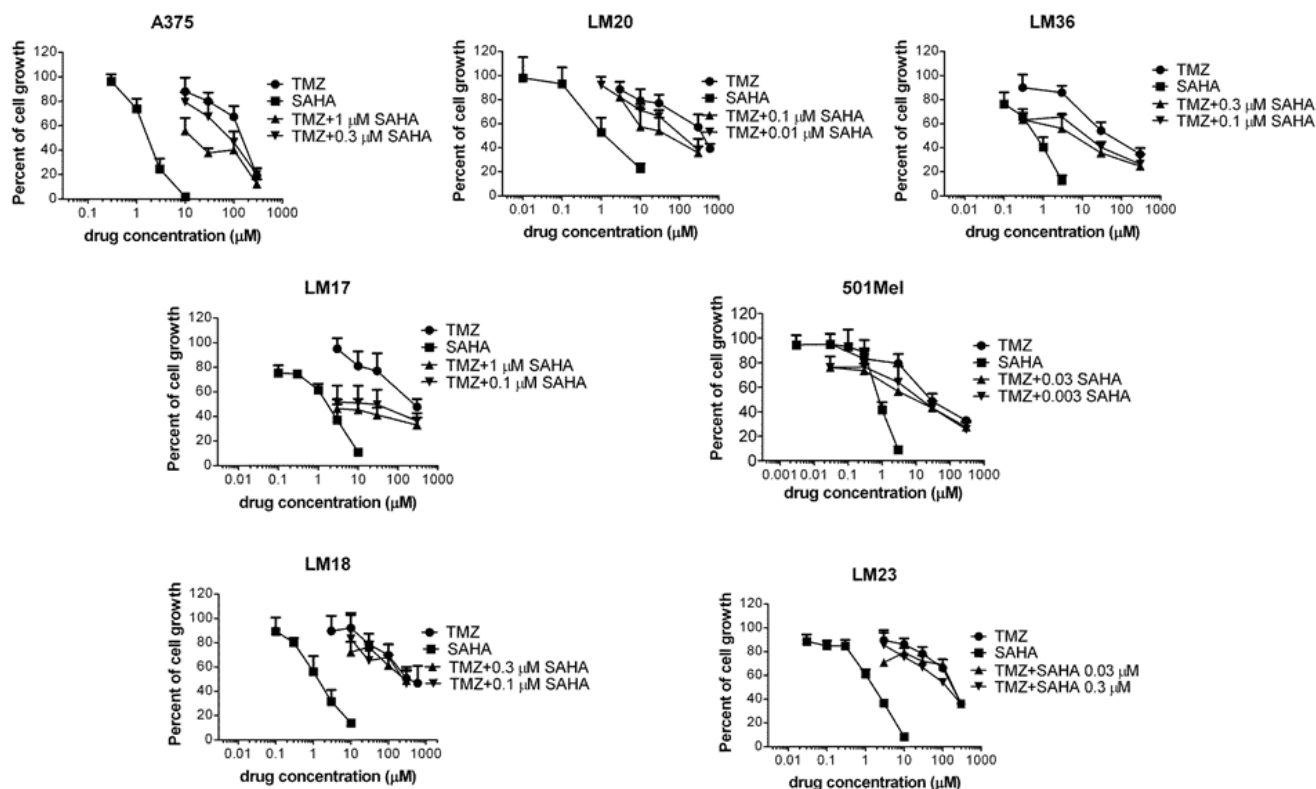 A375
Percent of cell growth
120
100
80
60
40
20
0
0.1 1 10 100 1000
drug concentration (μM)
TMZ
SAHA
TMZ+1 μM SAHA
TMZ+0.3 μM SAHA
LM20
Percent of cell growth
120
100
80
60
40
20
0
0.01 0.1 1 10 100 1000
drug concentration (μM)
TMZ
SAHA
TMZ+0.1 μM SAHA
TMZ+0.01 μM SAHA
LM36
Percent of cell growth
120
100
80
60
40
20
0
0.01 0.1 1 10 100 1000
drug concentration (μM)
TMZ
SAHA
TMZ+0.3 μM SAHA
TMZ+0.1 μM SAHA
LM17
Percent of cell growth
120
100
80
60
40
20
0
0.01 0.1 1 10 100 1000
drug concentration (μM)
TMZ
SAHA
TMZ+1 μM SAHA
TMZ+0.1 μM SAHA
501Mel
Percent of cell growth
120
100
80
60
40
20
0
0.001 0.01 0.1 1 10 100 1000
drug concentration (μM)
TMZ
SAHA
TMZ+0.03 SAHA
TMZ+0.003 SAHA
LM18
Percent of cell growth
120
100
80
60
40
20
0
0.01 0.1 1 10 100 1000
drug concentration (μM)
TMZ
SAHA
TMZ+0.3 μM SAHA
TMZ+0.1 μM SAHA
LM23
Percent of cell growth
120
100
80
60
40
20
0
0.01 0.1 1 10 100 1000
drug concentration (μM)
TMZ
SAHA
TMZ+SAHA 0.03 μM
TMZ+SAHA 0.3 μM